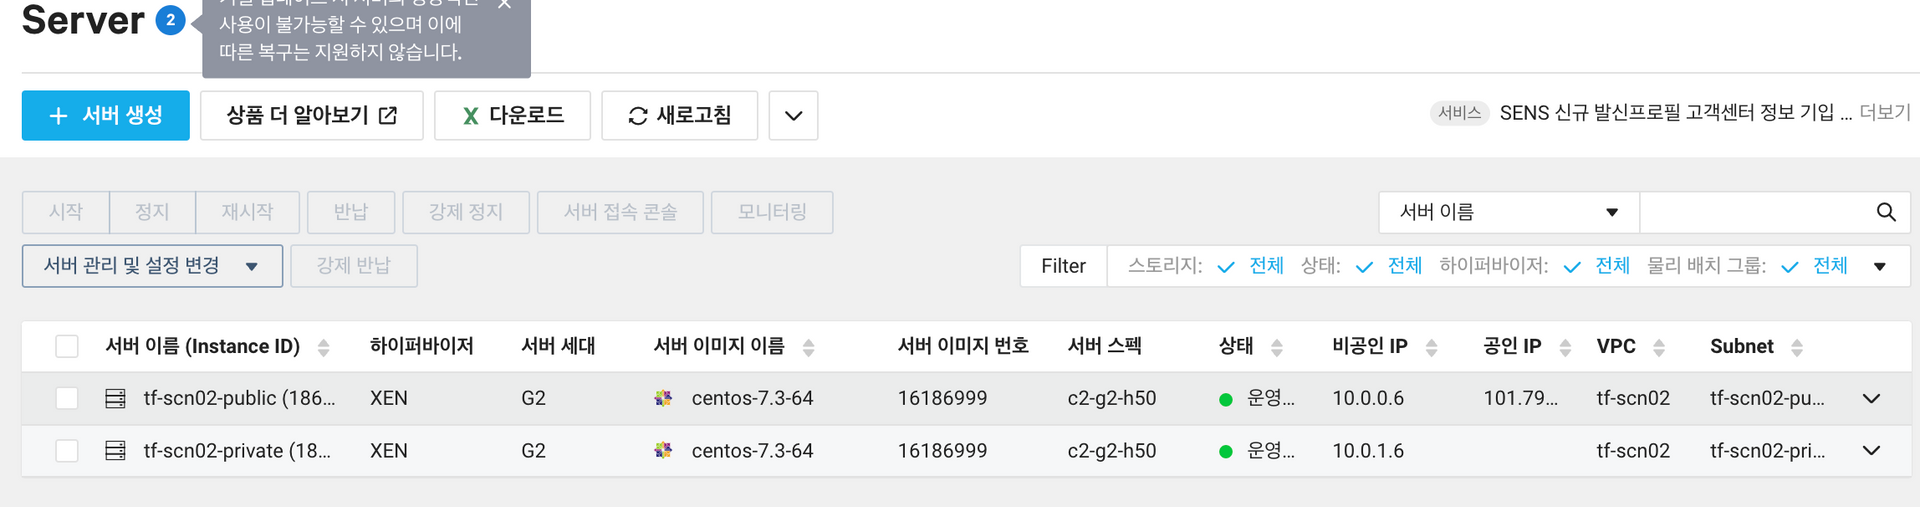 Server 2
사용이 불가능할 수 있으며 이에
따른 복구는 지원하지 않습니다.
+ 서버 생성
상품 더 알아보기
다운로드
새로고침
서비스 SENS 신규 발신프로필 고객센터 정보 기입 ... 더보기
시작 정지 재시작 반납 강제 정지 서버 접속 콘솔 모니터링
서버 이름
서버 관리 및 설정 변경 강제 반납
Filter 스토리지: 전체 상태: 전체 하이퍼바이저: 전체 물리 배치 그룹: 전체
서버 이름 (Instance ID) 하이퍼바이저 서버 세대 서버 이미지 이름 서버 이미지 번호 서버 스펙 상태 비공인 IP 공인 IP VPC Subnet
tf-scn02-public (186... XEN G2 centos-7.3-64 16186999 c2-g2-h50 운영... 10.0.0.6 101.79... tf-scn02 tf-scn02-pu...
tf-scn02-private (18... XEN G2 centos-7.3-64 16186999 c2-g2-h50 운영... 10.0.1.6 tf-scn02 tf-scn02-pri...